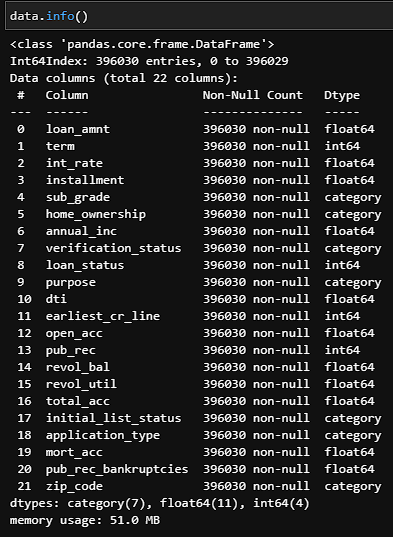 data.info()
<class 'pandas.core.frame.DataFrame'>
Int64Index: 396030 entries, 0 to 396029
Data columns (total 22 columns):
 #   Column                Non-Null Count   Dtype
---  ------                --------------   -----
 0   loan_amnt             396030 non-null  float64
 1   term                  396030 non-null  int64
 2   int_rate              396030 non-null  float64
 3   installment           396030 non-null  float64
 4   sub_grade             396030 non-null  category
 5   home_ownership        396030 non-null  category
 6   annual_inc            396030 non-null  float64
 7   verification_status   396030 non-null  category
 8   loan_status           396030 non-null  int64
 9   purpose               396030 non-null  category
 10  dti                   396030 non-null  float64
 11  earliest_cr_line      396030 non-null  int64
 12  open_acc              396030 non-null  float64
 13  pub_rec               396030 non-null  int64
 14  revol_bal             396030 non-null  float64
 15  revol_util            396030 non-null  float64
 16  total_acc             396030 non-null  float64
 17  initial_list_status   396030 non-null  category
 18  application_type      396030 non-null  category
 19  mort_acc              396030 non-null  float64
 20  pub_rec_bankruptcies  396030 non-null  float64
 21  zip_code              396030 non-null  category
dtypes: category(7), float64(11), int64(4)
memory usage: 51.0 MB